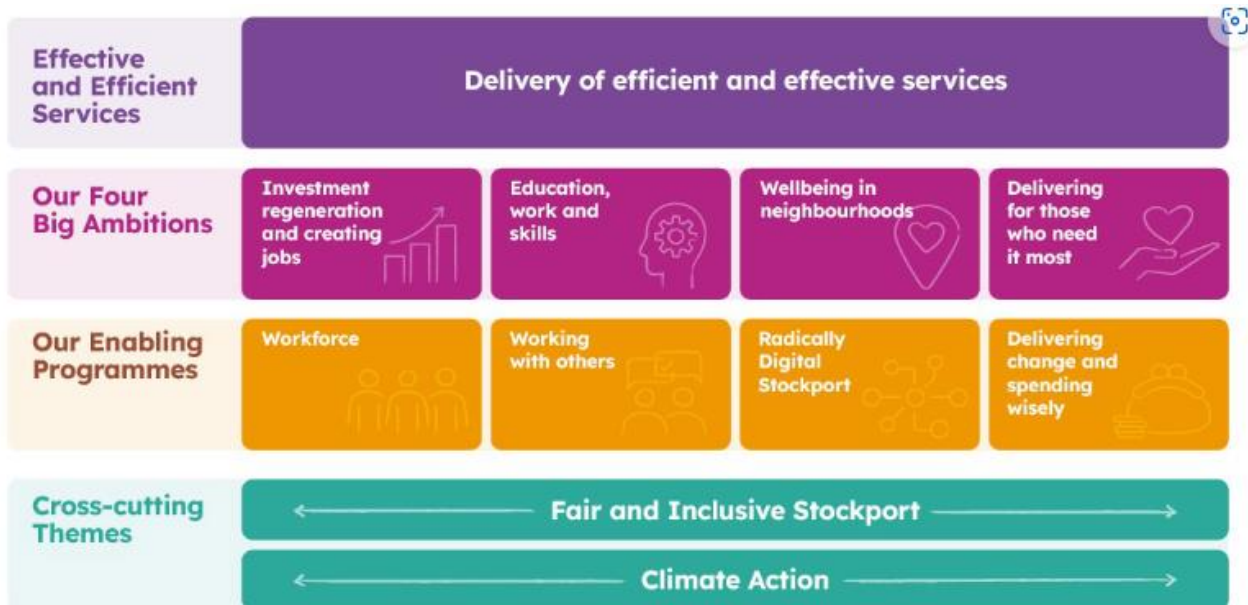 Effective
and Efficient
Services
Delivery of efficient and effective services
Our Four
Big Ambitions
Investment
regeneration
and creating
jobs
Education,
work and
skills
Wellbeing in
neighbourhoods
Delivering
for those
who need
it most
Our Enabling
Programmes
Workforce
Working
with others
Radically
Digital
Stockport
Delivering
change and
spending
wisely
Cross-cutting
Themes
Fair and Inclusive Stockport
Climate Action